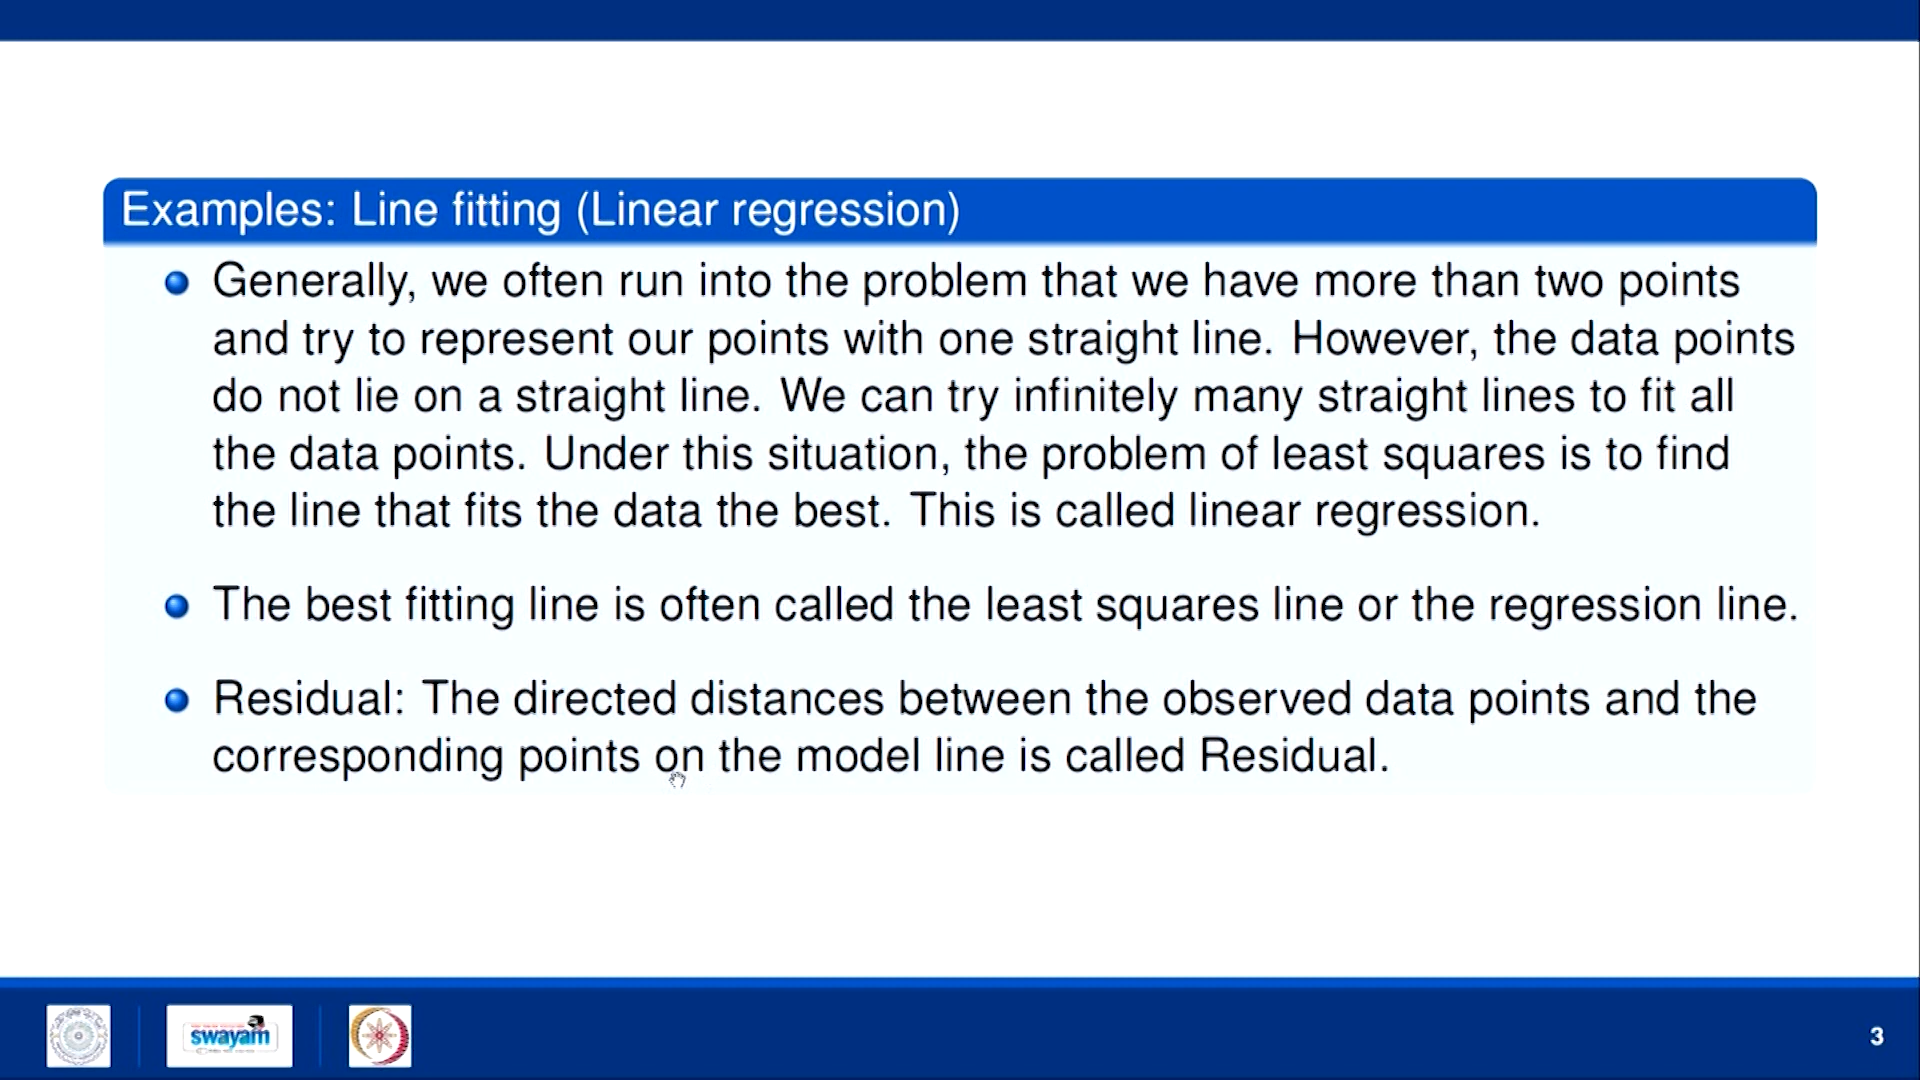 Examples: Line fitting (Linear regression)
Generally, we often run into the problem that we have more than two points
and try to represent our points with one straight line. However, the data points
do not lie on a straight line. We can try infinitely many straight lines to fit all
the data points. Under this situation, the problem of least squares is to find
the line that fits the data the best. This is called linear regression.
The best fitting line is often called the least squares line or the regression line.
Residual: The directed distances between the observed data points and the
corresponding points on the model line is called Residual.
swayam
3